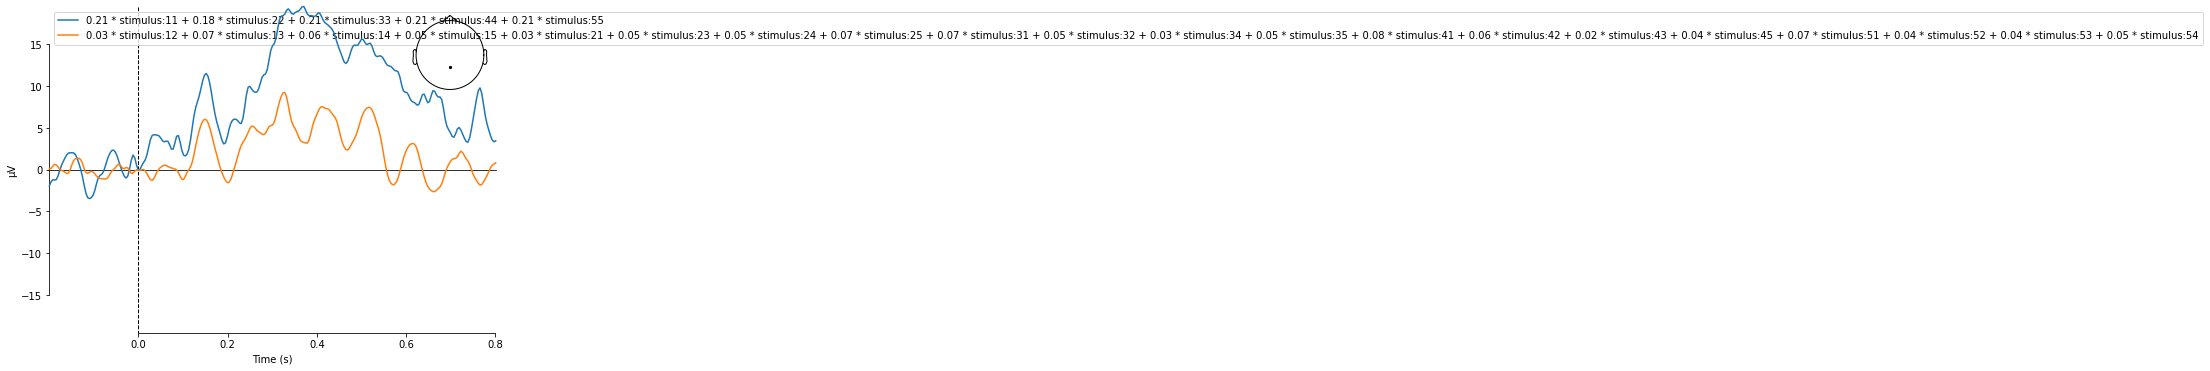 0.21 * stimulus:11 + 0.18 * stimulus:22 + 0.21 * stimulus:33 + 0.21 * stimulus:44 + 0.21 * stimulus:55
0.03 * stimulus:12 + 0.07 * stimulus:13 + 0.06 * stimulus:14 + 0.05 * stimulus:15 + 0.03 * stimulus:21 + 0.05 * stimulus:23 + 0.05 * stimulus:24 + 0.07 * stimulus:25 + 0.07 * stimulus:31 + 0.05 * stimulus:32 + 0.03 * stimulus:34 + 0.05 * stimulus:35 + 0.08 * stimulus:41 + 0.06 * stimulus:42 + 0.02 * stimulus:43 + 0.04 * stimulus:45 + 0.07 * stimulus:51 + 0.04 * stimulus:52 + 0.04 * stimulus:53 + 0.05 * stimulus:54
15
10
5
0
−5
−10
−15
µV
0.0 0.2 0.4 0.6 0.8
Time (s)